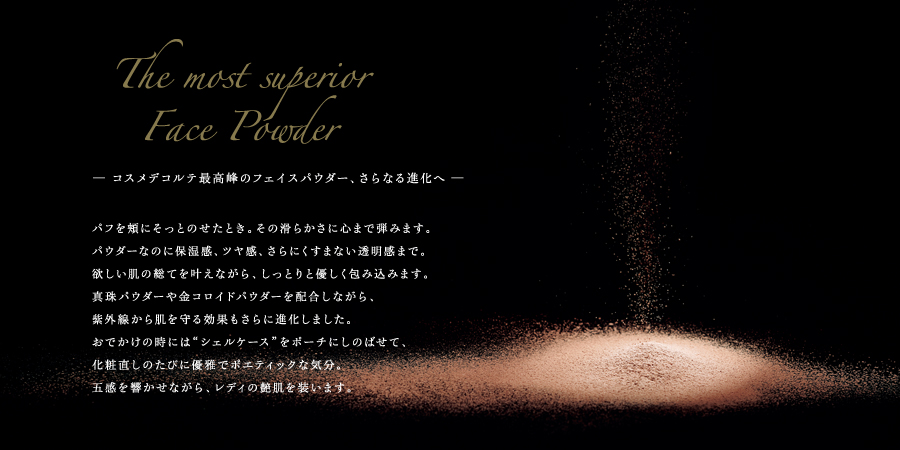 The most superior
Face Powder
― コスメデコルテ最高峰のフェイスパウダー、さらなる進化へ ―
パフを頬にそっとのせたとき。その滑らかさに心まで弾みます。
パウダーなのに保湿感、ツヤ感、さらにくすまない透明感まで。
欲しい肌の総てを叶えながら、しっとりと優しく包み込みます。
真珠パウダーや金コロイドパウダーを配合しながら、
紫外線から肌を守る効果もさらに進化しました。
おでかけの時には“シェルケース”をポーチにしのばせて、
化粧直しのたびに優雅でポエティックな気分。
五感を響かせながら、レディの艶肌を装います。